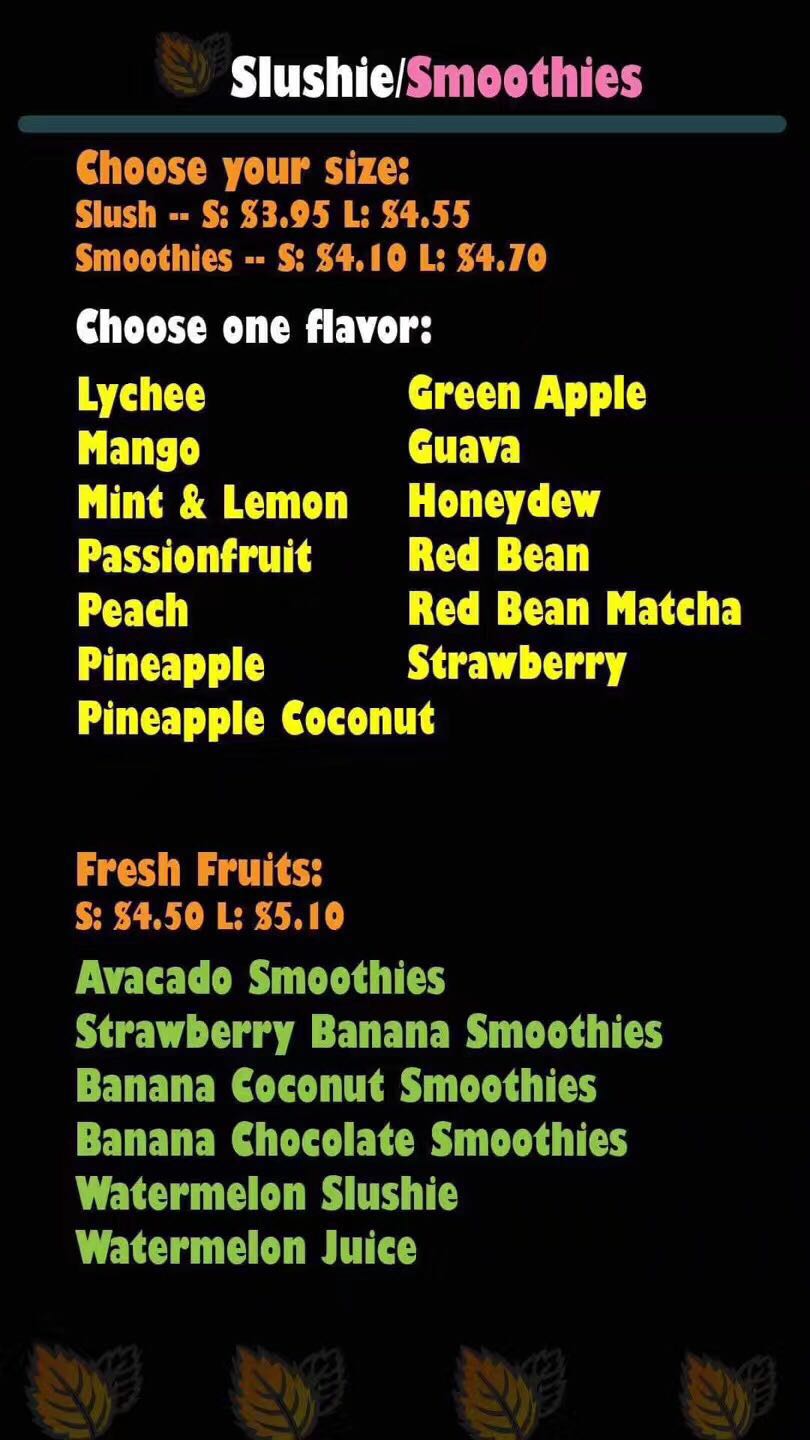 Slushie/Smoothies
Choose your size:
Slush -- S: $3.95 L: $4.55
Smoothies -- S: $4.10 L: $4.70
Choose one flavor:
Lychee
Mango
Mint & Lemon
Passionfruit
Peach
Pineapple
Pineapple Coconut
Green Apple
Guava
Honeydew
Red Bean
Red Bean Matcha
Strawberry
Fresh Fruits:
S: $4.50 L: $5.10
Avacado Smoothies
Strawberry Banana Smoothies
Banana Coconut Smoothies
Banana Chocolate Smoothies
Watermelon Slushie
Watermelon Juice